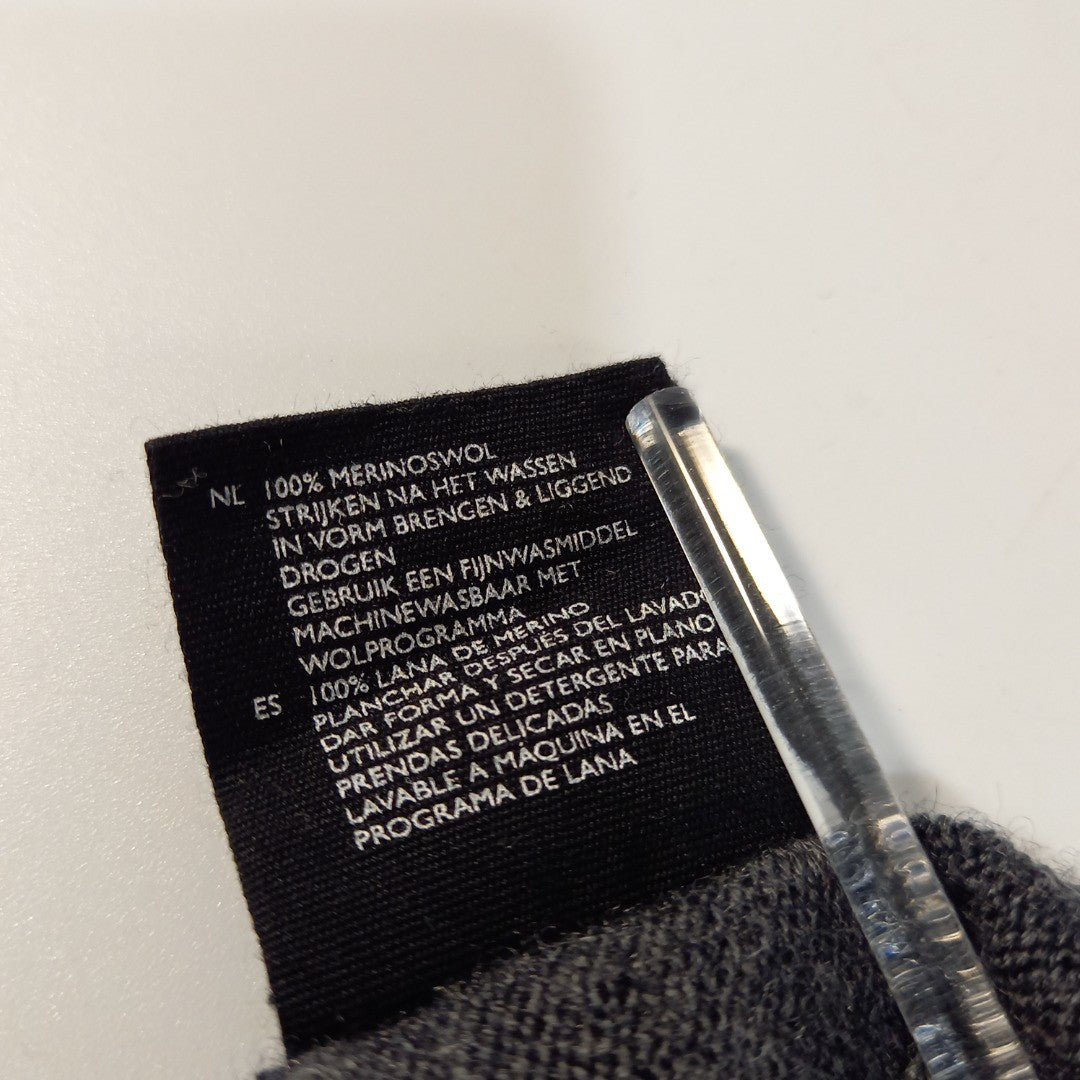 NL 100% MERINOSWOL
STRIJKEN NA HET WASSEN
IN VORM BRENGEN & LIGGEND
DROGEN
GEBRUIK EEN FIJNWASMIDDEL
MACHINEWASBAAR MET
WOLPROGRAMMA
ES 100% LANA DE MERINO
PLANCHAR DESPUÉS DEL
DAR FORMA Y SECAR EN PLANO
UTILIZAR UN DETERGENTE PARA
PRENDAS DELICADAS
LAVABLE A MÁQUINA EN EL
PROGRAMA DE LANA